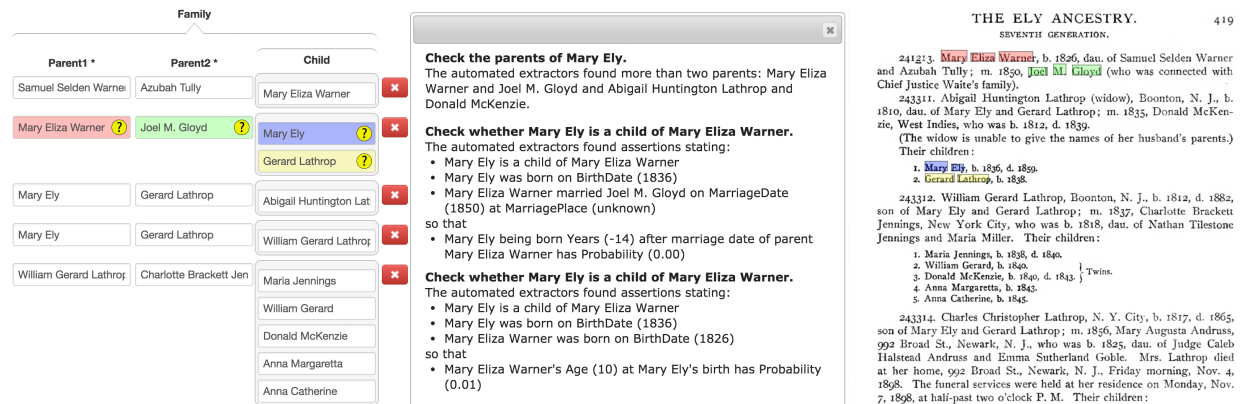 Family
Parent1 *
Parent2 *
Child
Samuel Selden Warner
Azubah Tully
Mary Eliza Warner
Mary Eliza Warner ?
Joel M. Gloyd ?
Mary Ely ?
Gerard Lathrop ?
Mary Ely
Gerard Lathrop
Abigail Huntington Lat
Mary Ely
Gerard Lathrop
William Gerard Lathrop
William Gerard Lathrop
Charlotte Brackett Jen
Maria Jennings
William Gerard
Donald McKenzie
Anna Margaretta
Anna Catherine
Check the parents of Mary Ely.
The automated extractors found more than two parents: Mary Eliza
Warner and Joel M. Gloyd and Abigail Huntington Lathrop and
Donald McKenzie.
Check whether Mary Ely is a child of Mary Eliza Warner.
The automated extractors found assertions stating:
• Mary Ely is a child of Mary Eliza Warner
• Mary Ely was born on BirthDate (1836)
• Mary Eliza Warner married Joel M. Gloyd on MarriageDate
(1850) at MarriagePlace (unknown)
so that
• Mary Ely being born Years (-14) after marriage date of parent
Mary Eliza Warner has Probability (0.00)
Check whether Mary Ely is a child of Mary Eliza Warner.
The automated extractors found assertions stating:
• Mary Ely is a child of Mary Eliza Warner
• Mary Ely was born on BirthDate (1836)
• Mary Eliza Warner was born on BirthDate (1826)
so that
• Mary Eliza Warner's Age (10) at Mary Ely's birth has Probability
(0.01)
THE ELY ANCESTRY. 419
SEVENTH GENERATION.
241213. Mary Eliza Warner, b. 1826, dau. of Samuel Selden Warner
and Azubah Tully; m. 1850, Joel M. Gloyd (who was connected with
Chief Justice Waite's family).
243311. Abigail Huntington Lathrop (widow), Boonton, N. J., b.
1810, dau. of Mary Ely and Gerard Lathrop; m. 1835, Donald McKen-
zie, West Indies, who was b. 1812, d. 1839.
(The widow is unable to give the names of her husband's parents.)
Their children:
1. Mary Ely, b. 1836, d. 1859.
2. Gerard Lathrop, b. 1838.
243312. William Gerard Lathrop, Boonton, N. J., b. 1812, d. 1882,
son of Mary Ely and Gerard Lathrop; m. 1837, Charlotte Brackett
Jennings, New York City, who was b. 1818, dau. of Nathan Tilestone
Jennings and Maria Miller. Their children:
1. Maria Jennings, b. 1838, d. 1840.
2. William Gerard, b. 1840.
3. Donald McKenzie, b. 1840, d. 1843. } Twins.
4. Anna Margaretta, b. 1843.
5. Anna Catherine, b. 1845.
243314. Charles Christopher Lathrop, N. Y. City, b. 1817, d. 1865,
son of Mary Ely and Gerard Lathrop; m. 1856, Mary Augusta Andruss,
992 Broad St., Newark, N. J., who was b. 1825, dau. of Judge Caleb
Halstead Andruss and Emma Sutherland Goble. Mrs. Lathrop died
at her home, 992 Broad St., Newark, N. J., Friday morning, Nov. 4,
1898. The funeral services were held at her residence on Monday, Nov.
7, 1898, at half-past two o'clock P. M. Their children: